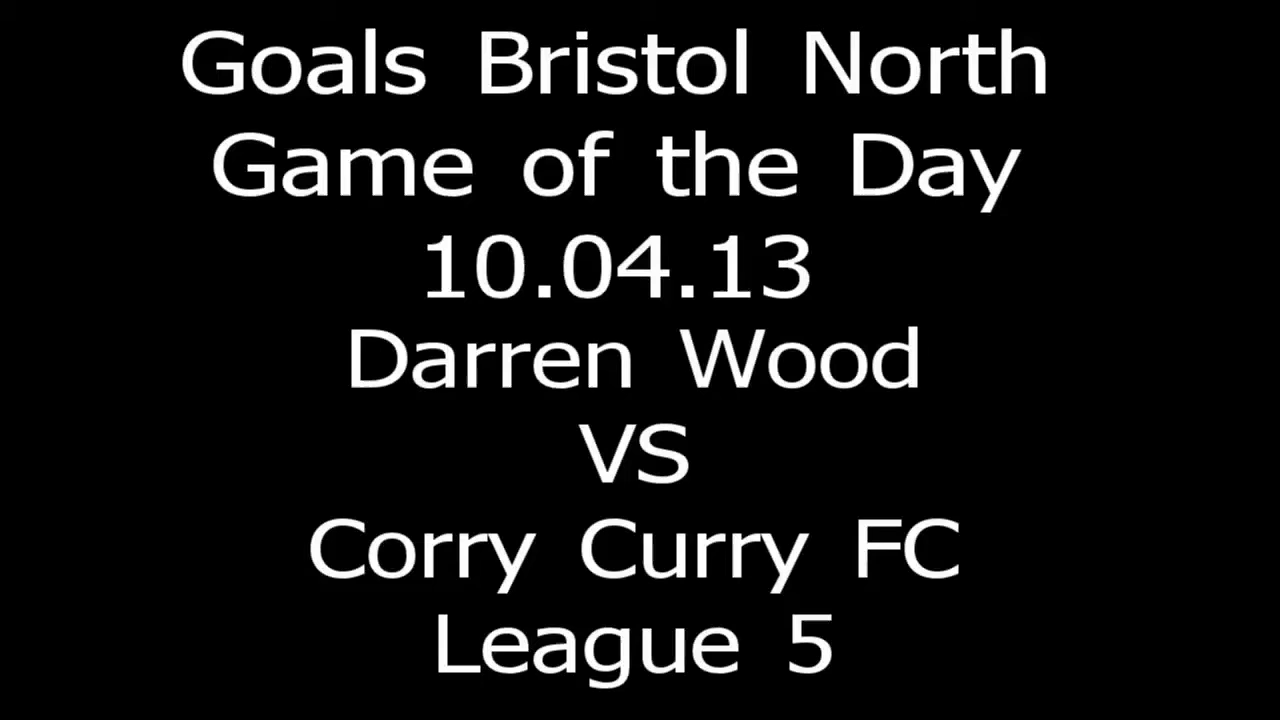 Goals Bristol North
Game of the Day
10.04.13
Darren Wood
VS
Corry Curry FC
League 5